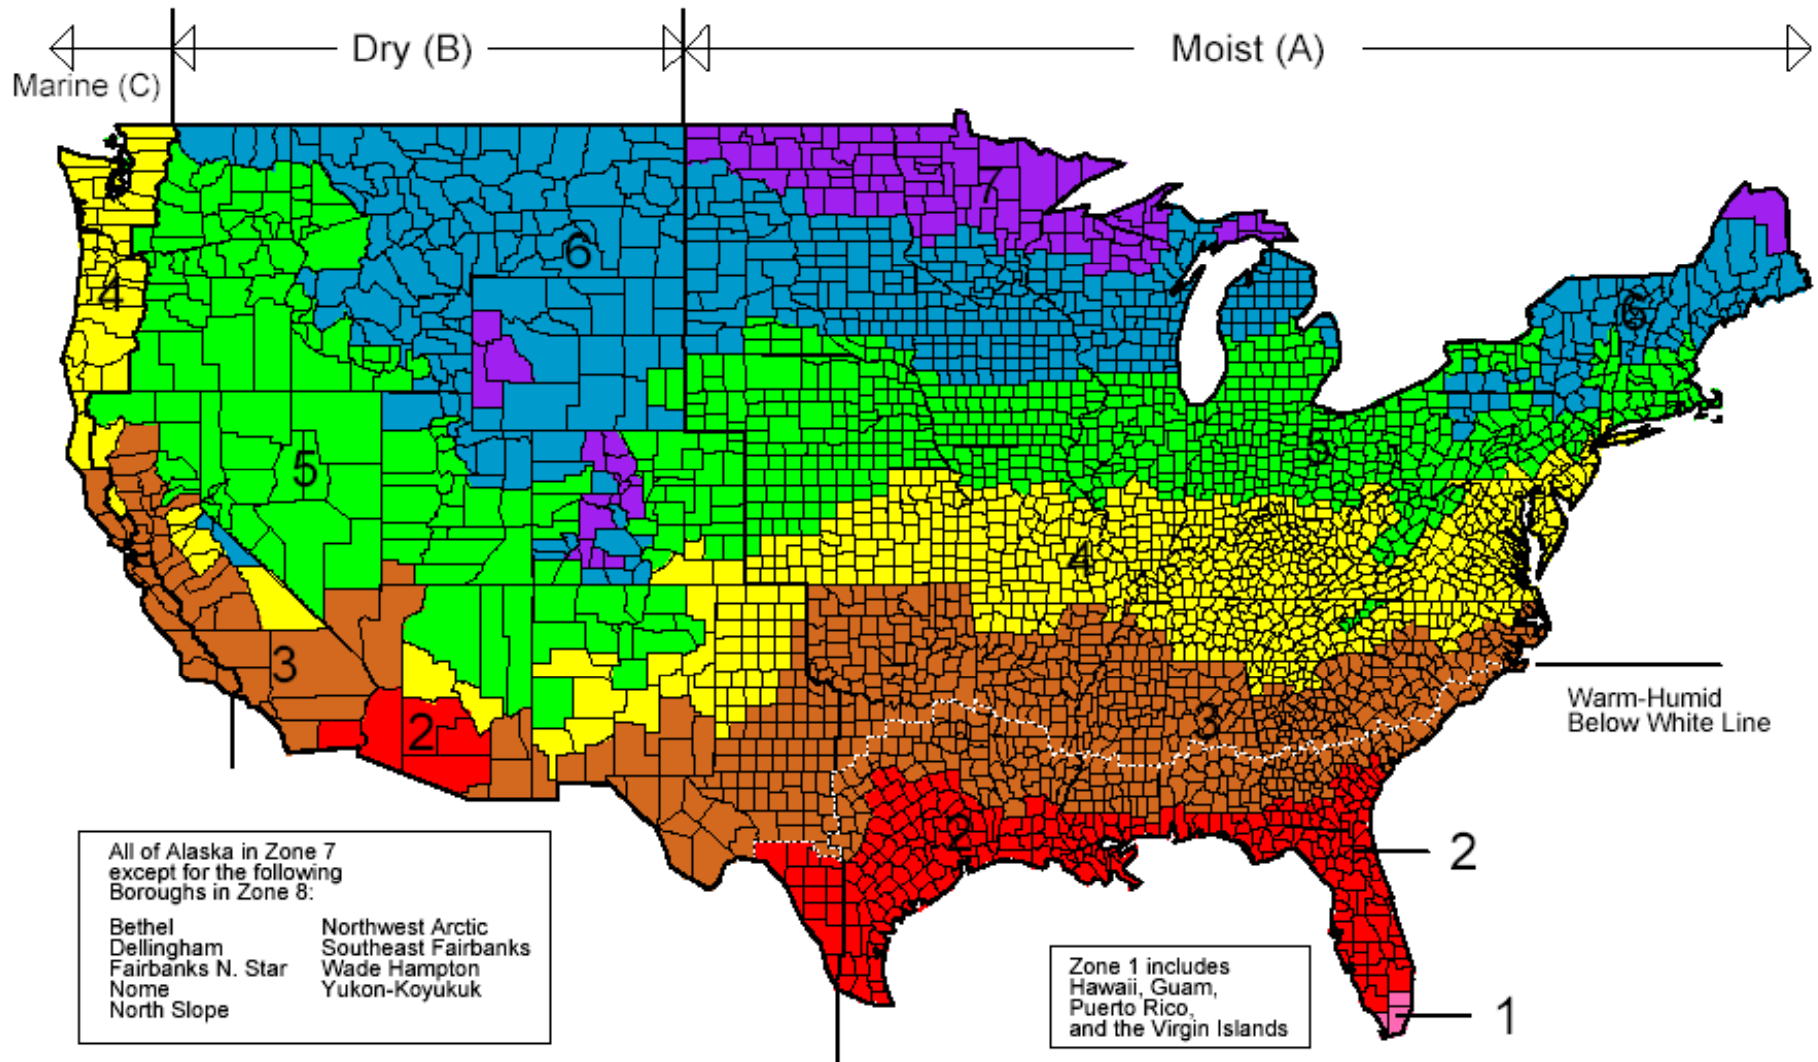 Marine (C)
Dry (B)
Moist (A)
7
6
6
4
5
5
4
3
3
2
2
2
1
Warm-Humid
Below White Line
All of Alaska in Zone 7
except for the following
Boroughs in Zone 8:
Bethel
Dellingham
Fairbanks N. Star
Nome
North Slope
Northwest Arctic
Southeast Fairbanks
Wade Hampton
Yukon-Koyukuk
Zone 1 includes
Hawaii, Guam,
Puerto Rico,
and the Virgin Islands